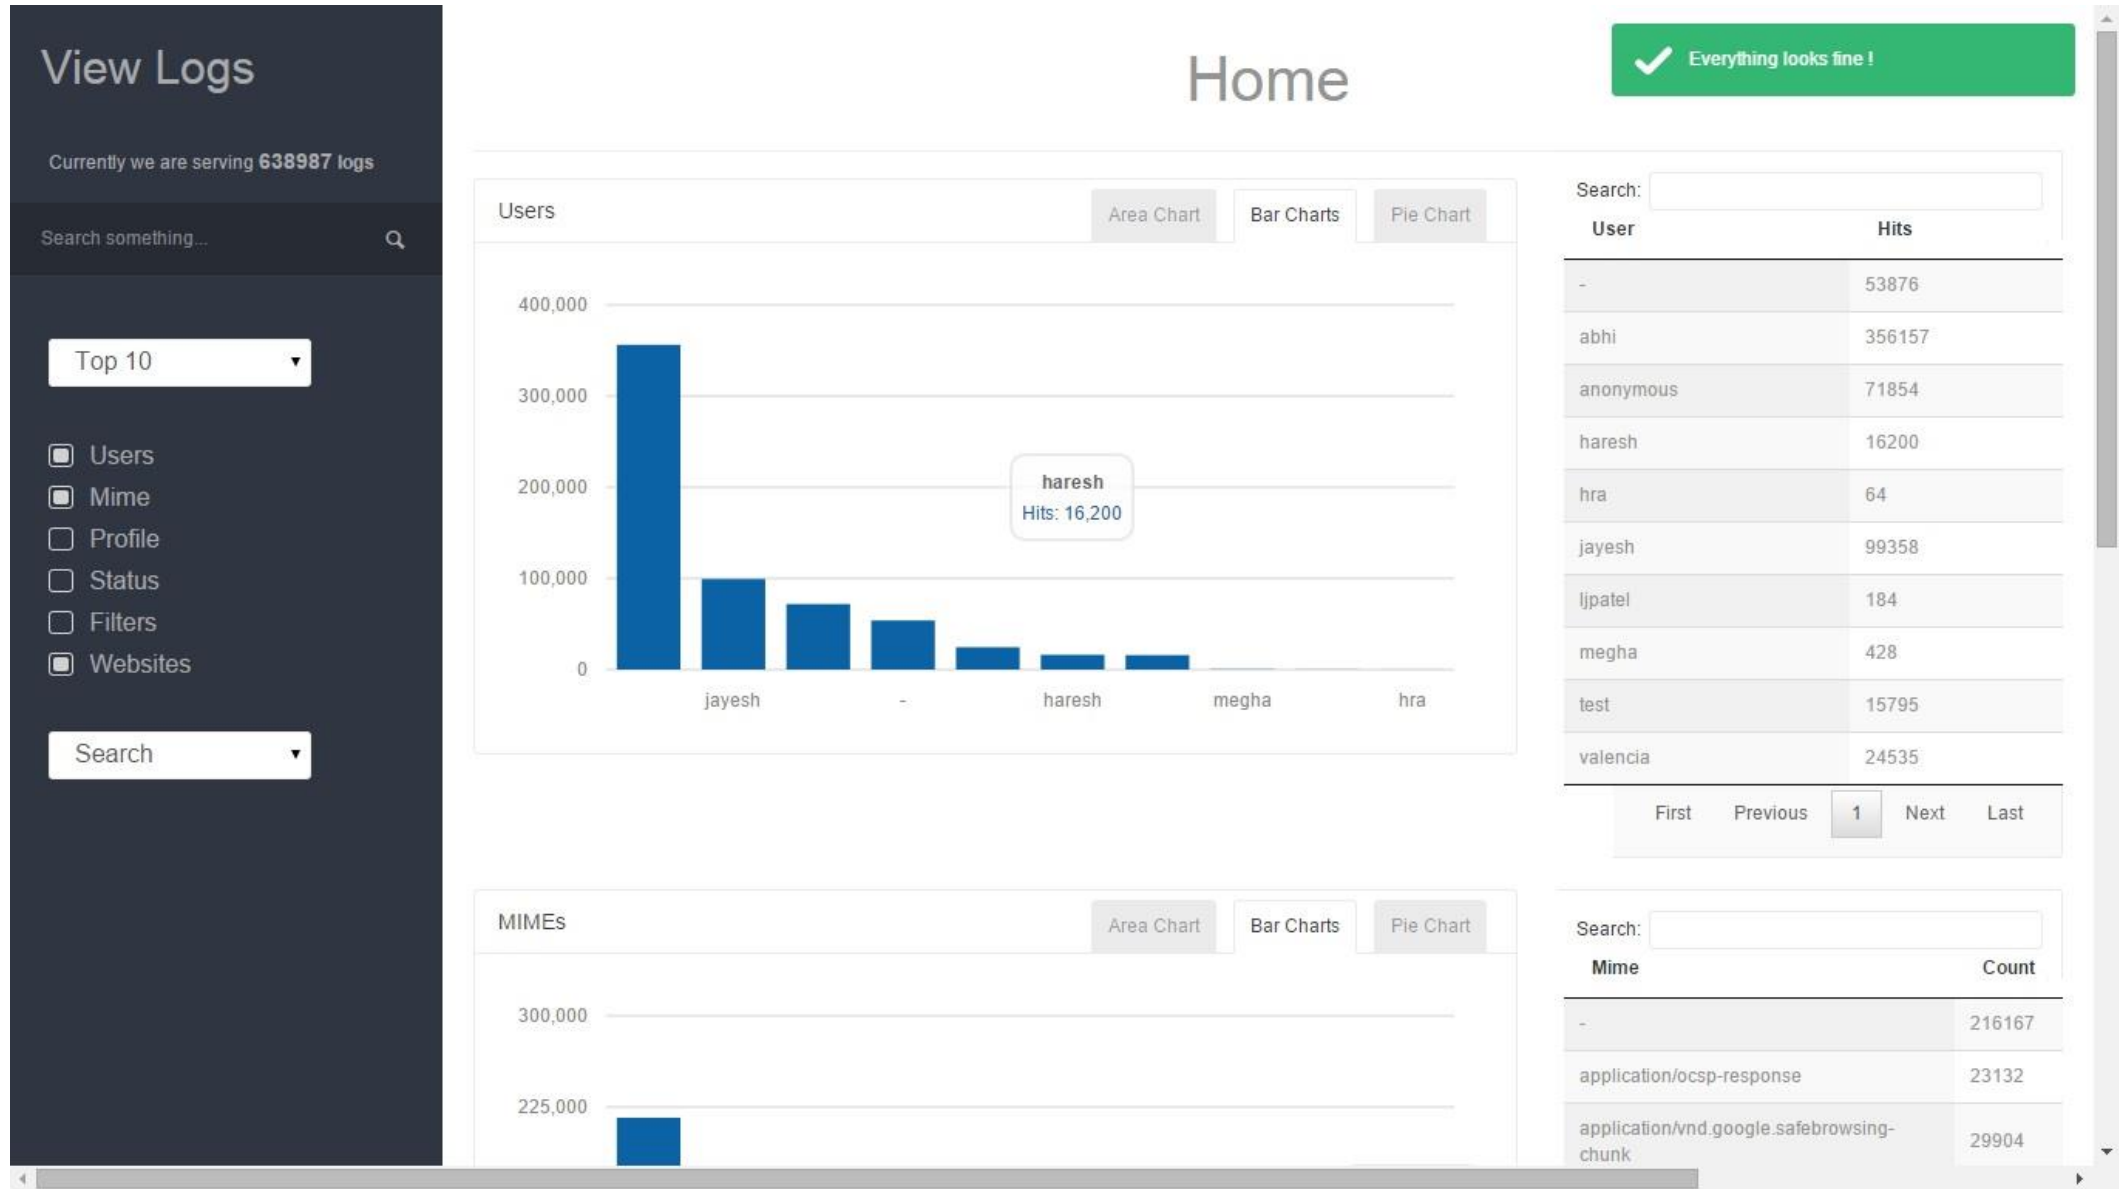 View Logs
Currently we are serving 638987 logs
Search something...
Top 10
Users
Mime
Profile
Status
Filters
Websites
Search
Home
Everything looks fine !
Users
Area Chart
Bar Charts
Pie Chart
400,000
300,000
200,000
100,000
0
haresh
Hits: 16,200
jayesh - haresh megha hra
Search:
User Hits
- 53876
abhi 356157
anonymous 71854
haresh 16200
hra 64
jayesh 99358
ljpatel 184
megha 428
test 15795
valencia 24535
First Previous 1 Next Last
MIMEs
Area Chart
Bar Charts
Pie Chart
300,000
225,000
Search:
Mime Count
- 216167
application/ocsp-response 23132
application/vnd.google.safebrowsing-
chunk 29904